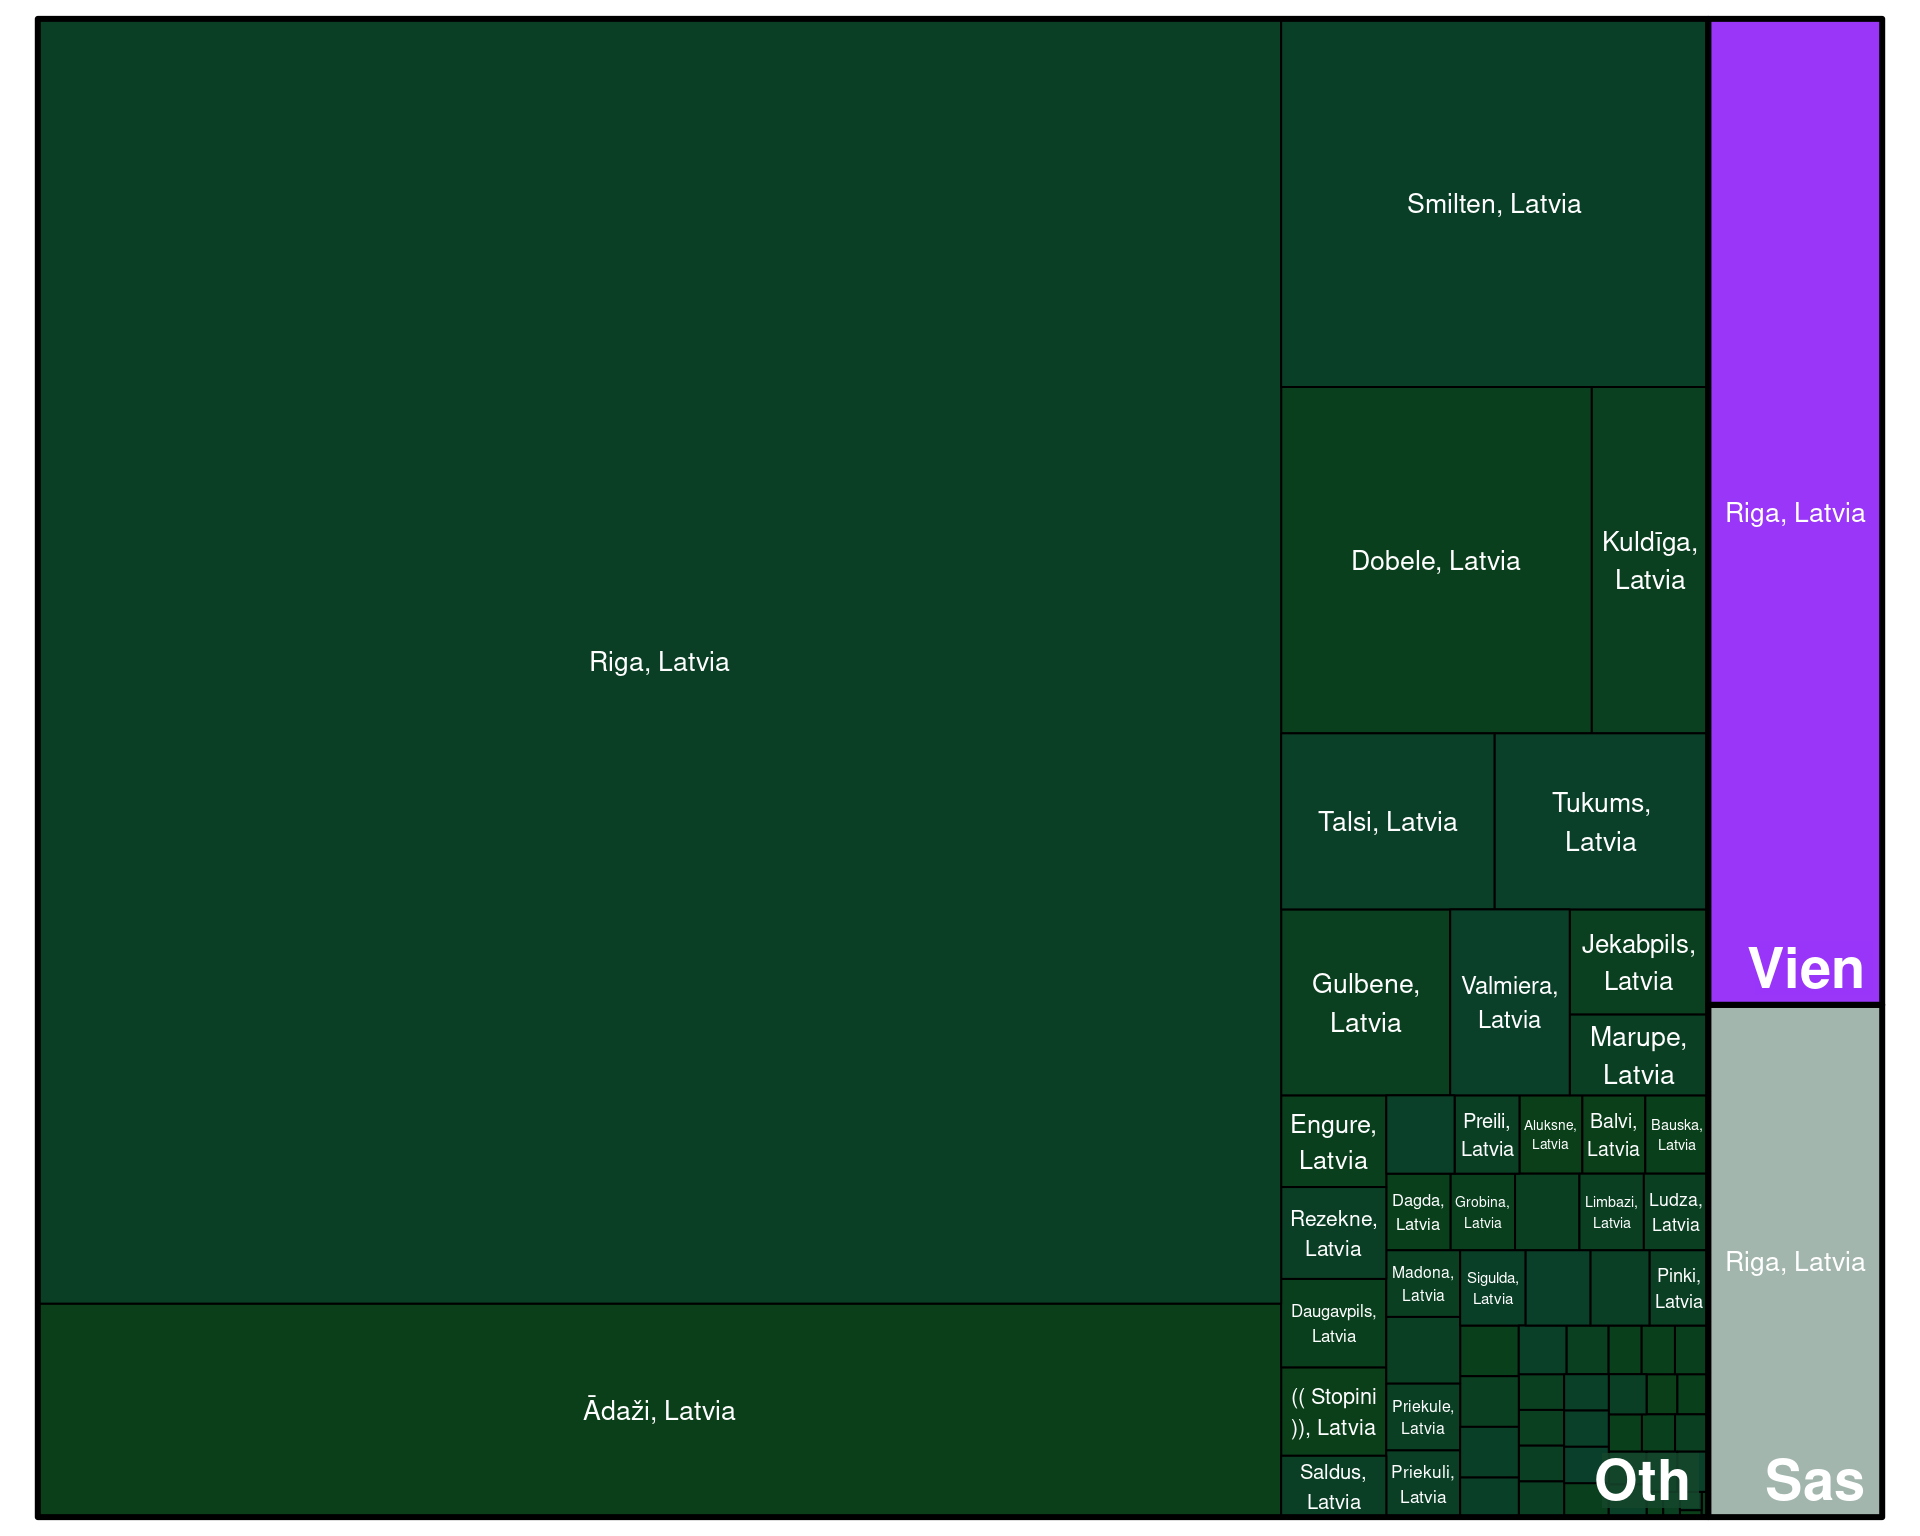 Riga, Latvia
Ādaži, Latvia
Smilten, Latvia
Dobele, Latvia
Kuldīga,
Latvia
Talsi, Latvia
Tukums,
Latvia
Gulbene,
Latvia
Valmiera,
Latvia
Jekabpils,
Latvia
Marupe,
Latvia
Engure,
Latvia
Rezekne,
Latvia
Daugavpils,
Latvia
(( Stopini
)), Latvia
Saldus,
Latvia
Preili,
Latvia
Aluksne,
Latvia
Balvi,
Latvia
Bauska,
Latvia
Dagda,
Latvia
Grobina,
Latvia
Limbazi,
Latvia
Ludza,
Latvia
Madona,
Latvia
Sigulda,
Latvia
Pinki,
Latvia
Priekule,
Latvia
Priekuli,
Latvia
Oth
Riga, Latvia
Vien
Riga, Latvia
Sas